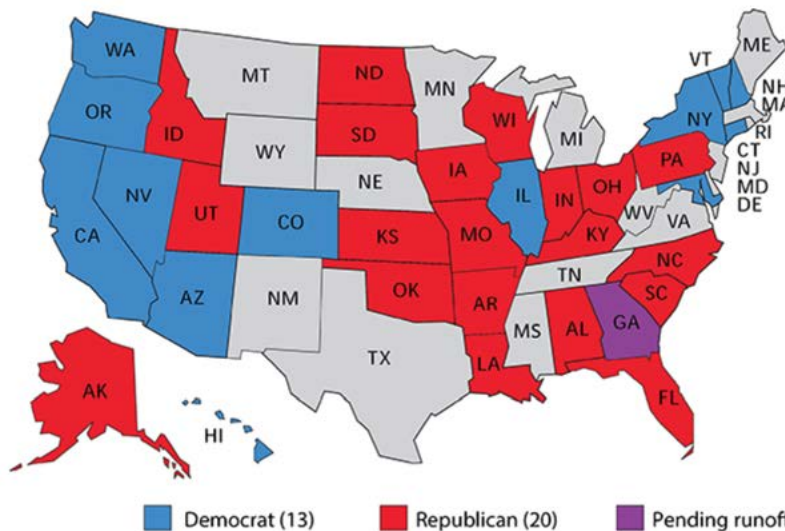 WA
MT
ND
MN
VT
ME
OR
ID
SD
WI
MI
NY
NH
MA
RI
CT
NJ
MD
DE
WY
IA
PA
NE
NV
UT
CO
IL
IN
OH
WV
VA
CA
KS
MO
KY
NC
TN
AZ
NM
OK
AR
SC
MS
AL
GA
TX
LA
AK
FL
HI
Democrat (13)
Republican (20)
Pending runoff